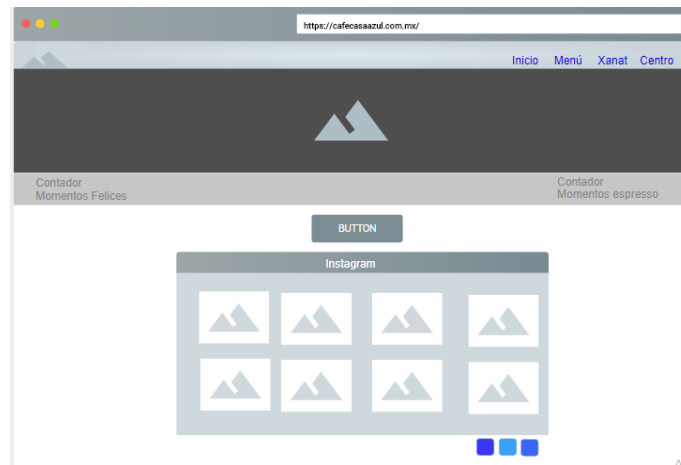 https://cafecasaazul.com.mx/
Inicio Menú Xanat Centro
Contador
Momentos Felices
Contador
Momentos espresso
BUTTON
Instagram